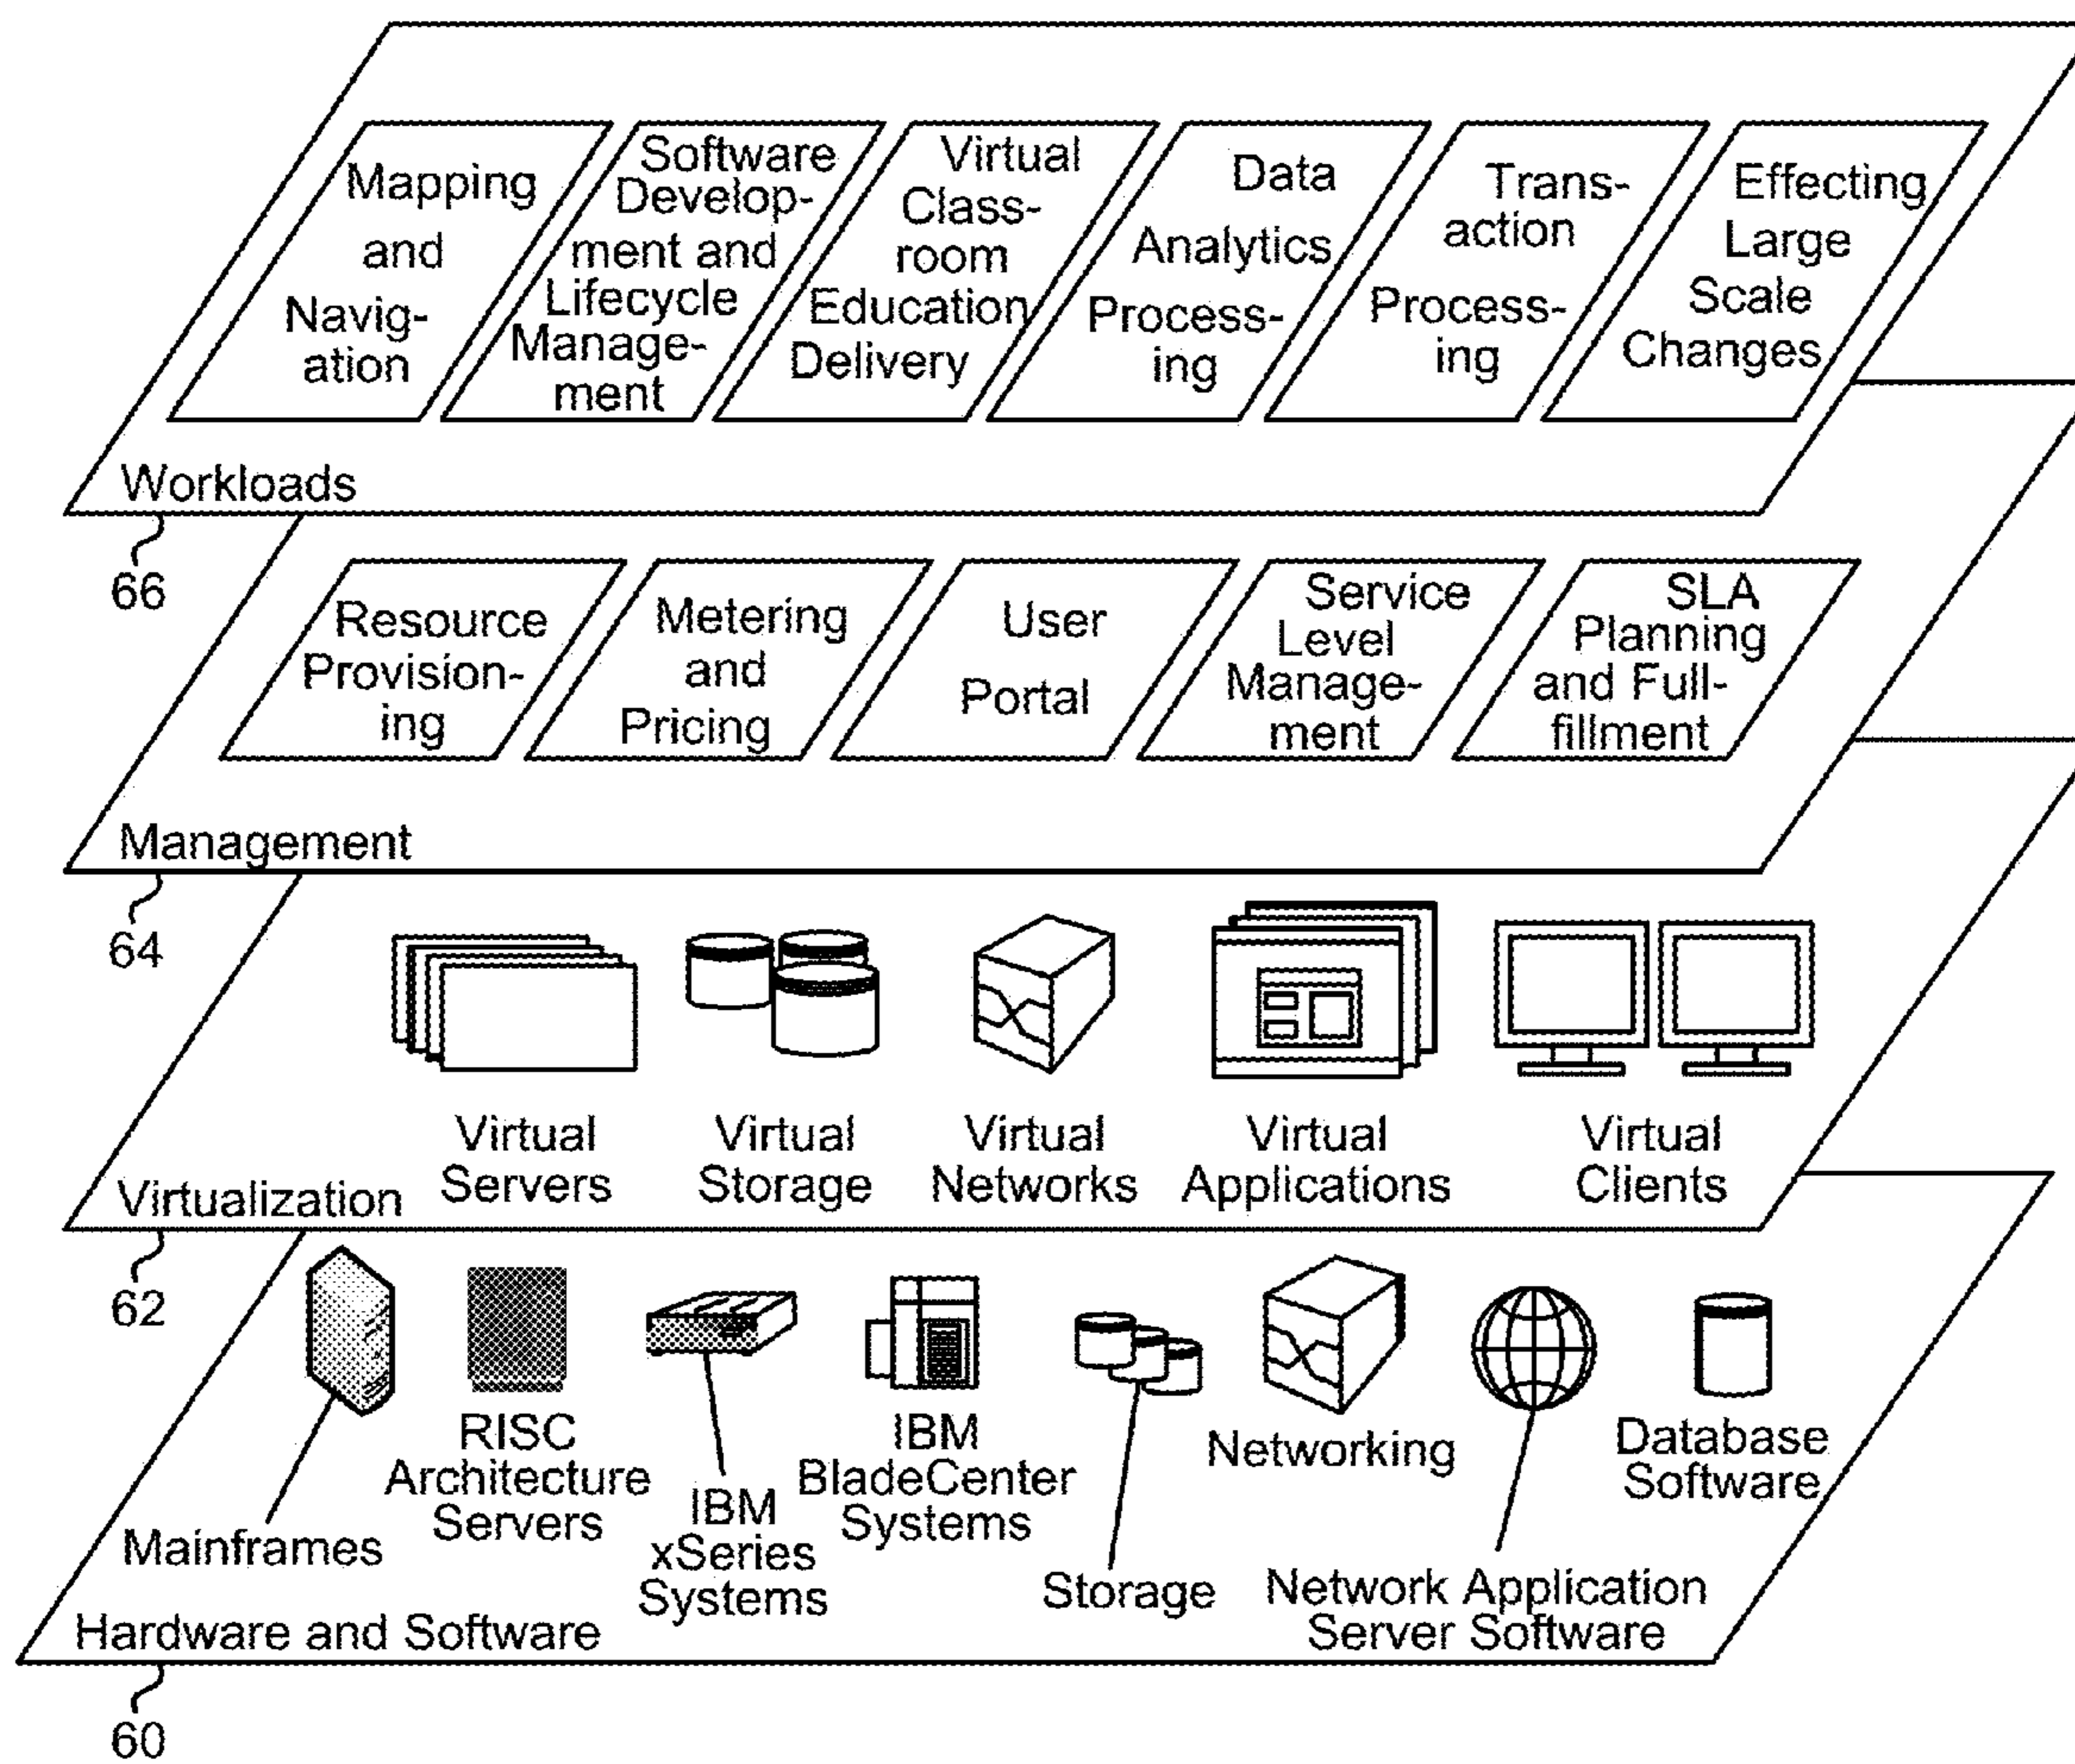 Mapping
and
Navig-
ation
Software
Develop-
ment and
Lifecycle
Manage-
ment
Virtual
Class-
room
Education
Delivery
Data
Analytics
Process-
ing
Trans-
action
Process-
ing
Effecting
Large
Scale
Changes
Workloads
66
Resource
Provision-
ing
Metering
and
Pricing
User
Portal
Service
Level
Manage-
ment
SLA
Planning
and Full-
fillment
Management
64
Virtual
Servers
Virtual
Storage
Virtual
Networks
Virtual
Applications
Virtual
Clients
Virtualization
62
Mainframes
RISC
Architecture
Servers
IBM
xSeries
Systems
IBM
BladeCenter
Systems
Storage
Networking
Network Application
Server Software
Database
Software
Hardware and Software
60